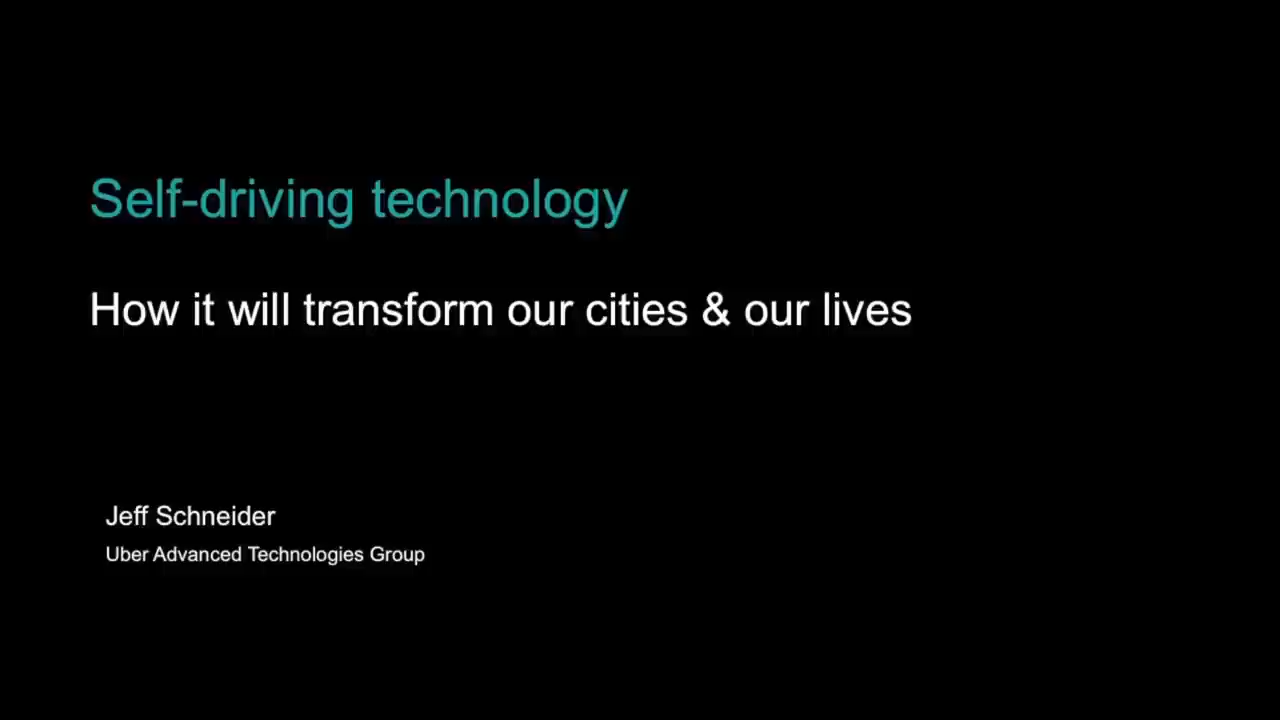 Self-driving technology
How it will transform our cities & our lives
Jeff Schneider
Uber Advanced Technologies Group